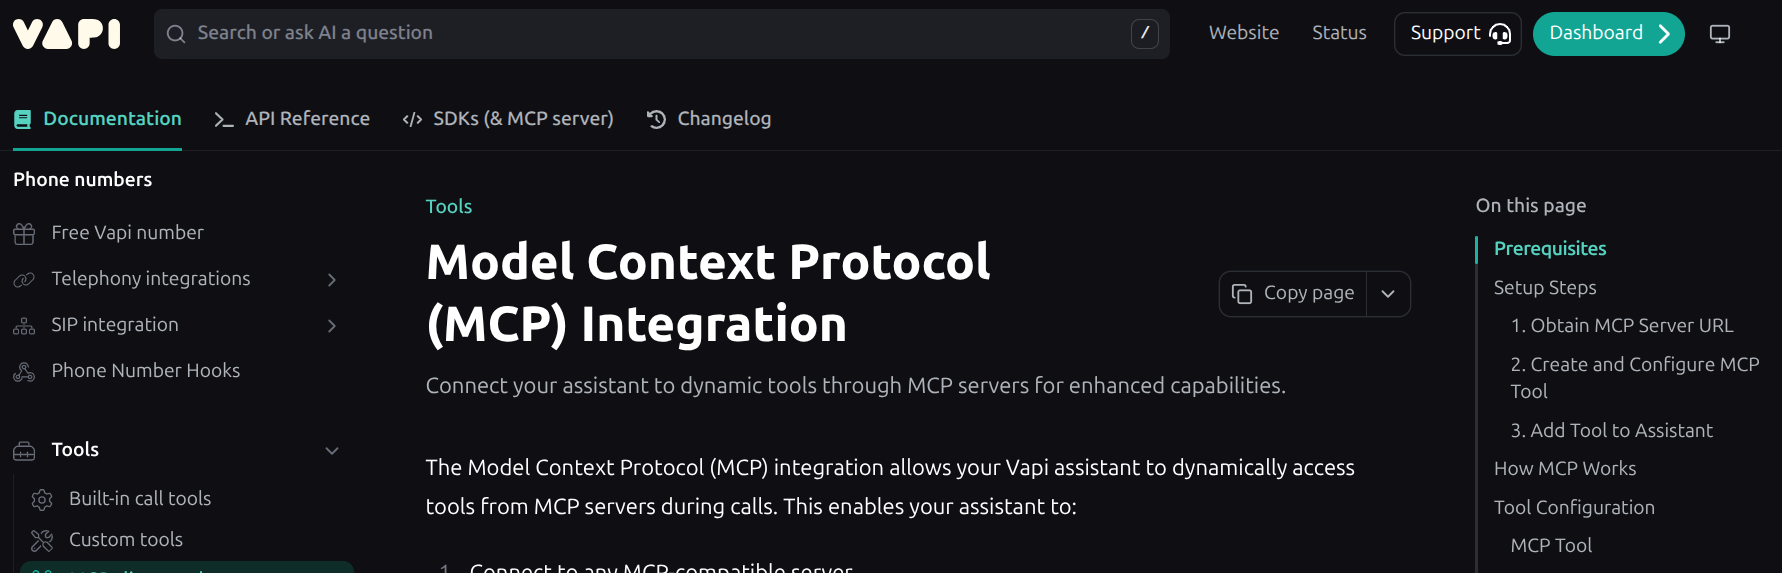 VAPI
Search or ask AI a question
/
Website
Status
Support
Dashboard
Documentation
API Reference
SDKs (& MCP server)
Changelog
Phone numbers
Free Vapi number
Telephony integrations
SIP integration
Phone Number Hooks
Tools
Built-in call tools
Custom tools
Tools
Model Context Protocol
(MCP) Integration
Copy page
Connect your assistant to dynamic tools through MCP servers for enhanced capabilities.
The Model Context Protocol (MCP) integration allows your Vapi assistant to dynamically access
tools from MCP servers during calls. This enables your assistant to:
1. Connect to any MCP-compatible server
On this page
Prerequisites
Setup Steps
1. Obtain MCP Server URL
2. Create and Configure MCP
Tool
3. Add Tool to Assistant
How MCP Works
Tool Configuration
MCP Tool